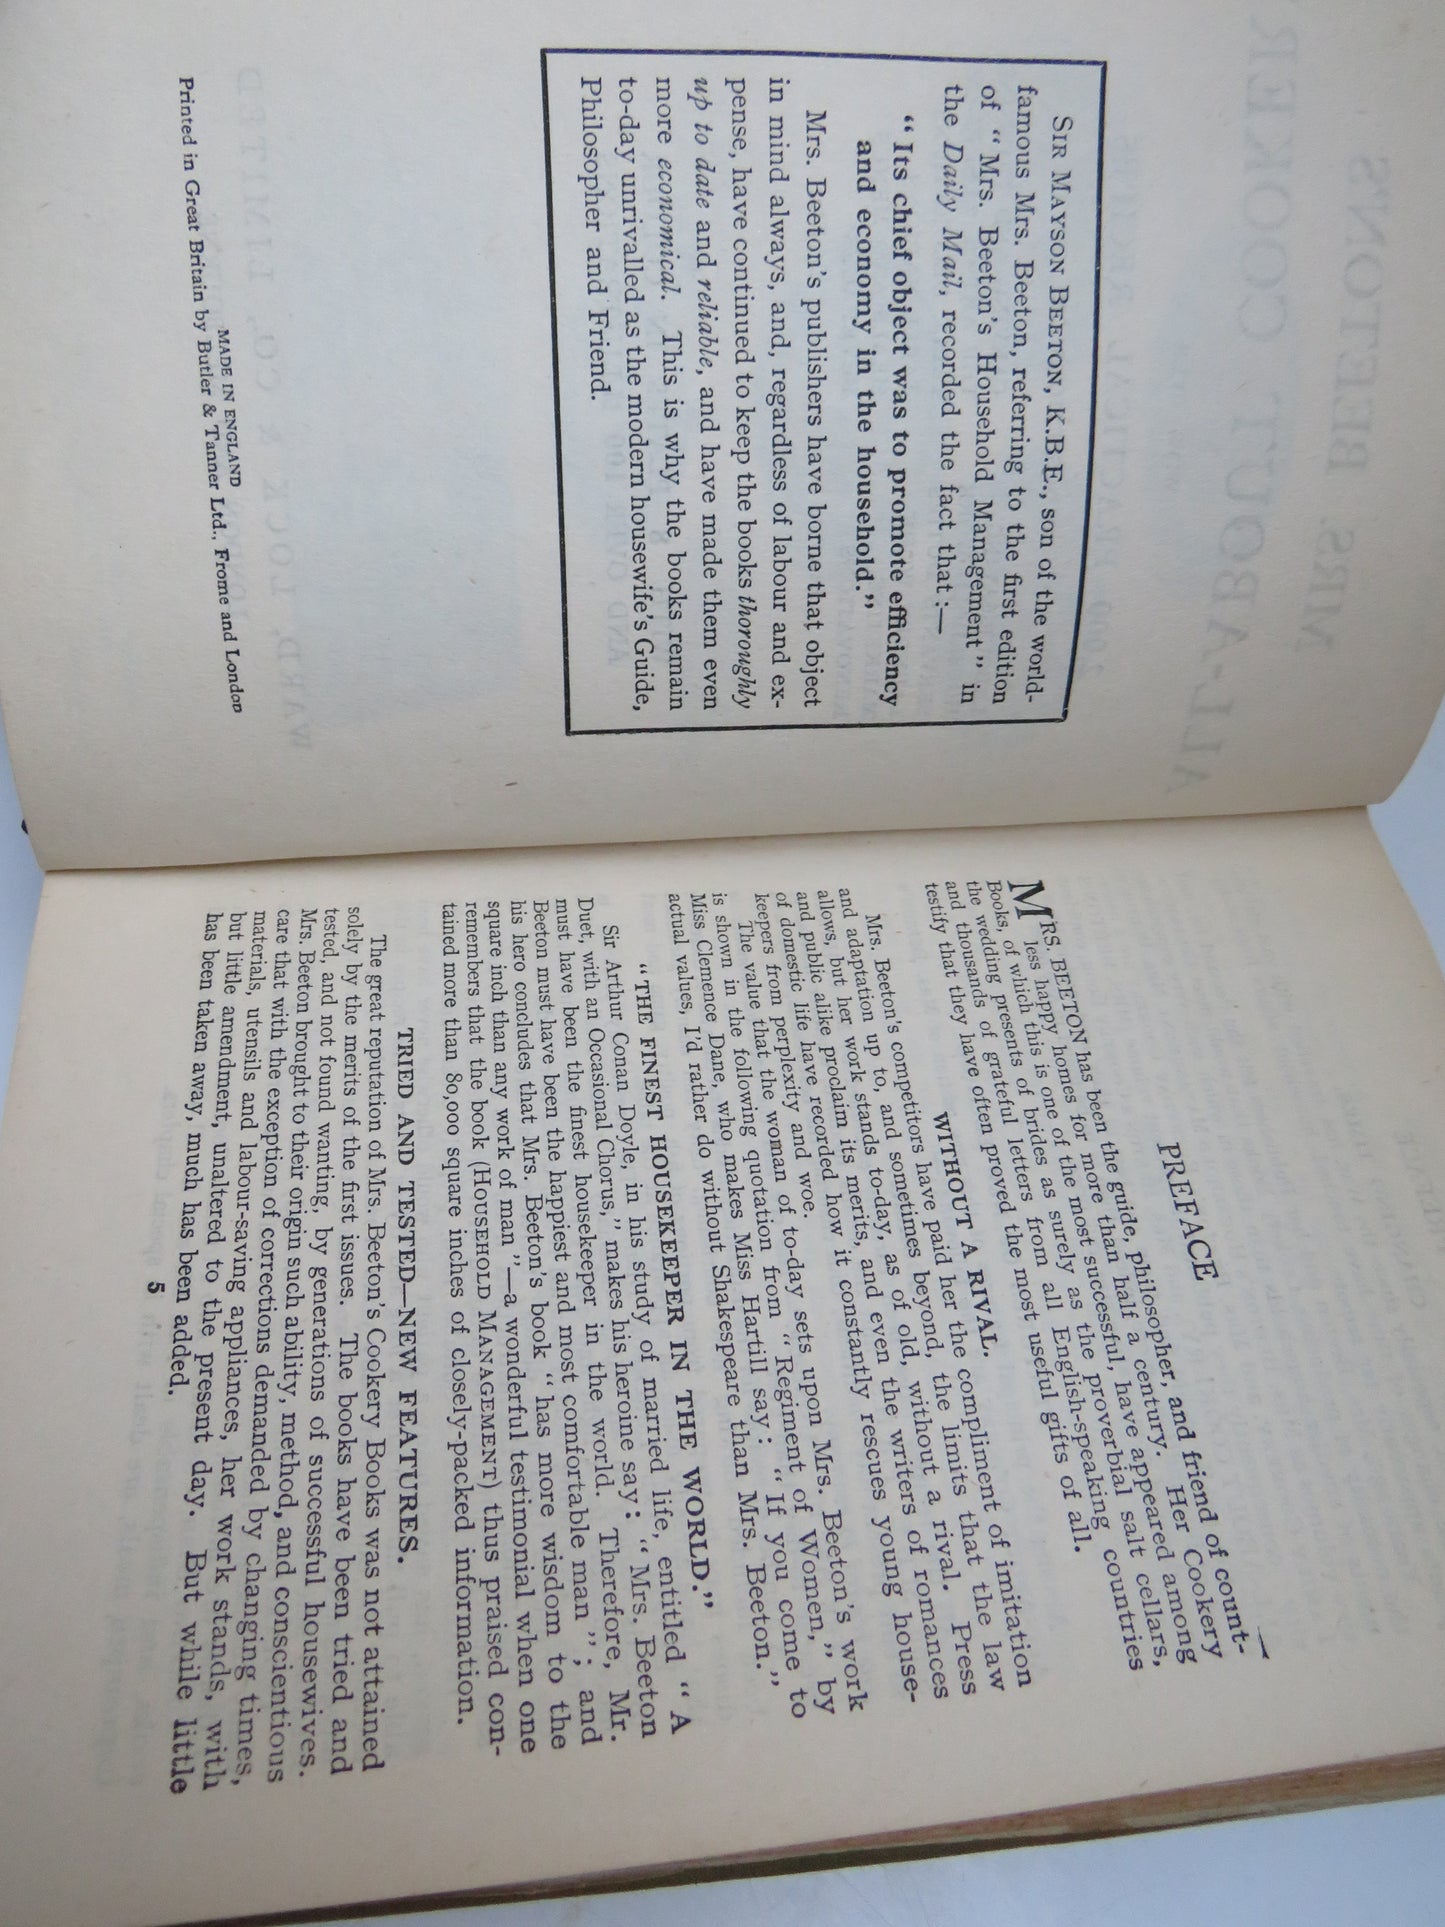 SIR MAYSON BEETON, K.B.E., son of the world-
famous Mrs. Beeton, referring to the first edition
of “ Mrs. Beeton’s Household Management ” in
the Daily Mail, recorded the fact that :—
“ Its chief object was to promote efficiency
and economy in the household.”
Mrs. Beeton’s publishers have borne that object
in mind always, and, regardless of labour and ex-
pense, have continued to keep the books thoroughly
up to date and reliable, and have made them even
more economical. This is why the books remain
to-day unrivalled as the modern housewife’s Guide,
Philosopher and Friend.
MADE IN ENGLAND
Printed in Great Britain by Butler & Tanner Ltd., Frome and London
PREFACE
MRS. BEETON has been the guide, philosopher, and friend of count-
less happy homes for more than half a century. Her Cookery
Books, of which this is one of the most successful, have appeared among
the wedding presents of brides as surely as the proverbial salt cellars,
and thousands of grateful letters from all English-speaking countries
testify that they have often proved the most useful gifts of all.
WITHOUT A RIVAL.
Mrs. Beeton’s competitors have paid her the compliment of imitation
and adaptation up to, and sometimes beyond, the limits that the law
allows, but her work stands to-day, as of old, without a rival. Press
and public alike proclaim its merits, and even the writers of romances
of domestic life have recorded how it constantly rescues young house-
keepers from perplexity and woe.
The value that the woman of to-day sets upon Mrs. Beeton’s work
is shown in the following quotation from “ Regiment of Women,” by
Miss Clemence Dane, who makes Miss Hartill say : “ If you come to
actual values, I’d rather do without Shakespeare than Mrs. Beeton.”
“ THE FINEST HOUSEKEEPER IN THE WORLD.”
Sir Arthur Conan Doyle, in his study of married life, entitled “ A
Duet, with an Occasional Chorus,” makes his heroine say : “ Mrs. Beeton
must have been the finest housekeeper in the world. Therefore, Mr.
Beeton must have been the happiest and most comfortable man ” ; and
his hero concludes that Mrs. Beeton’s book “ has more wisdom to the
square inch than any work of man ”—a wonderful testimonial when one
remembers that the book (HOUSEHOLD MANAGEMENT) thus praised con-
tained more than 80,000 square inches of closely-packed information.
TRIED AND TESTED—NEW FEATURES.
The great reputation of Mrs. Beeton’s Cookery Books was not attained
solely by the merits of the first issues. The books have been tried and
tested, and not found wanting, by generations of successful housewives.
Mrs. Beeton brought to their origin such ability, method, and conscientious
care that with the exception of corrections demanded by changing times,
materials, utensils and labour-saving appliances, her work stands, with
but little amendment, unaltered to the present day. But while little
has been taken away, much has been added.
5